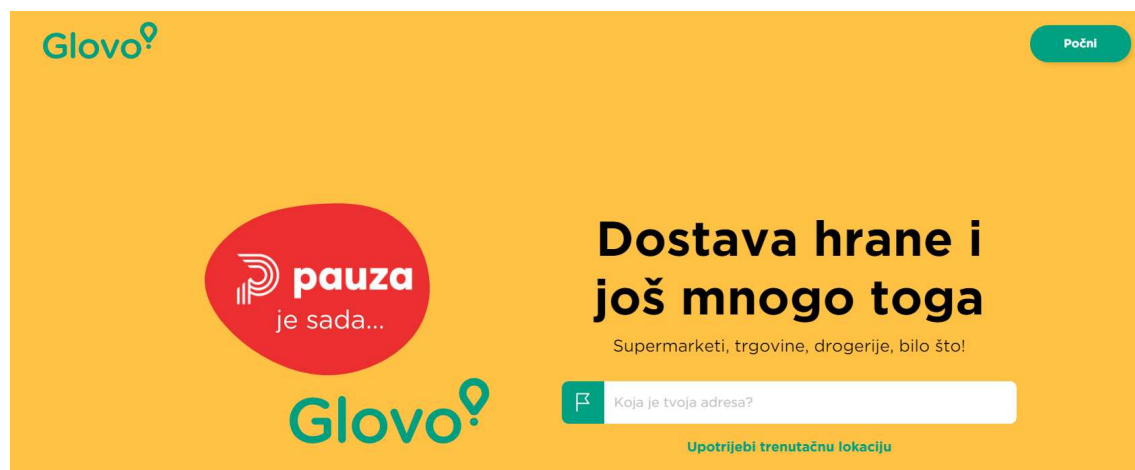 Glovo
Počni
pauza
je sada...
Glovo
Dostava hrane i
još mnogo toga
Supermarketi, trgovine, drogerije, bilo što!
Koja je tvoja adresa?
Upotrijebi trenutačnu lokaciju